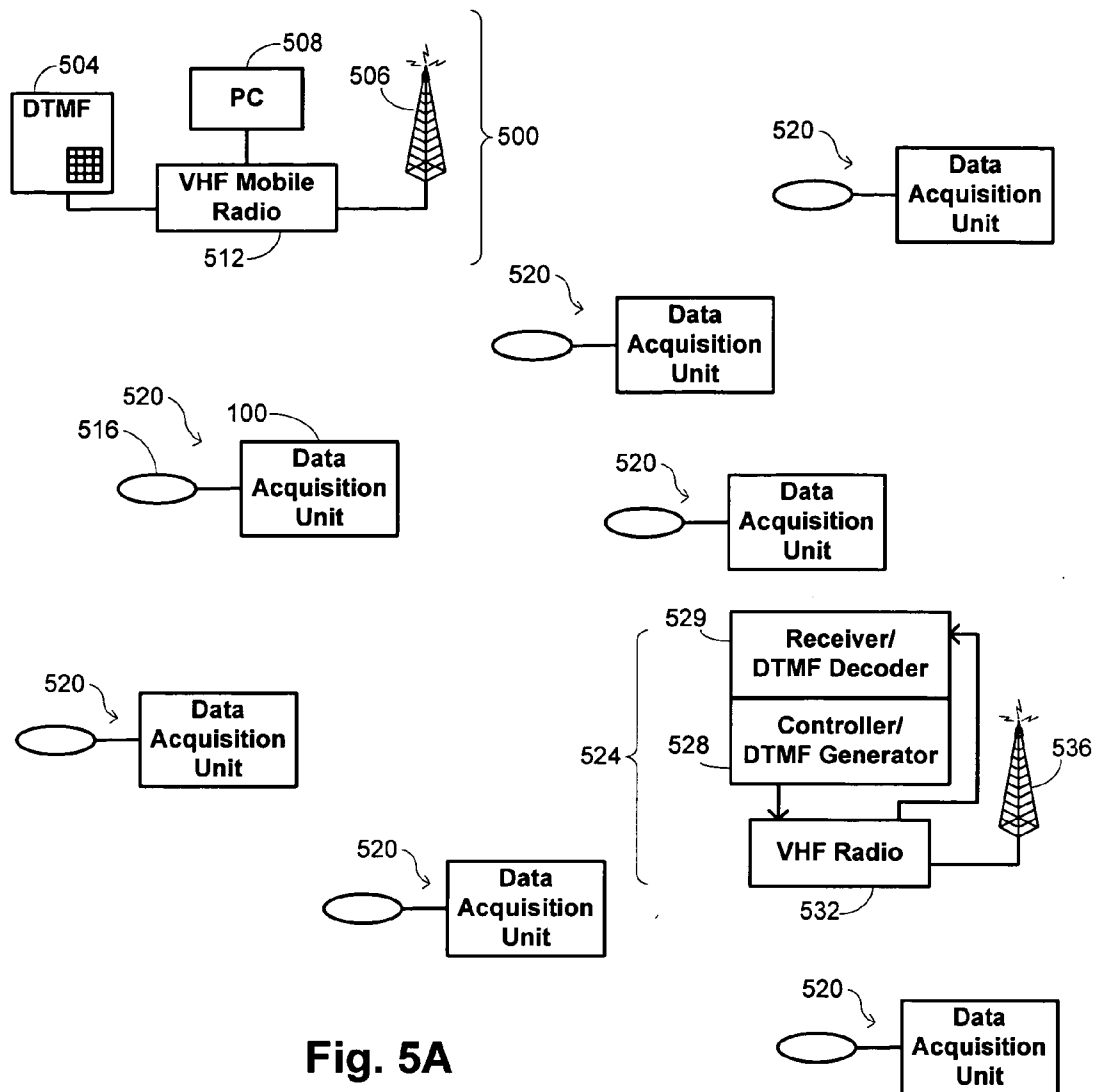 508
504
506
DTMF
PC
500
VHF Mobile
Radio
512
520
Data
Acquisition
Unit
520
Data
Acquisition
Unit
520
100
516
Data
Acquisition
Unit
520
Data
Acquisition
Unit
529
Receiver/
DTMF Decoder
524
528
Controller/
DTMF Generator
536
VHF Radio
532
520
Data
Acquisition
Unit
520
Data
Acquisition
Unit
520
Data
Acquisition
Unit
Fig. 5A